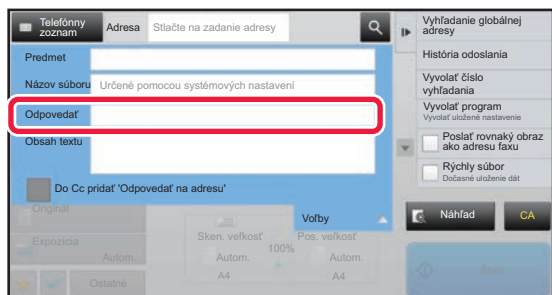 Telefónny
zoznam
Adresa
Stlačte na zadanie adresy
Predmet
Názov súboru
Určené pomocou systémových nastavení
Odpovedať
Obsah textu
Do Cc pridať 'Odpovedať na adresu'
Voľby
Originál
Expozícia
Autom.
Sken. veľkosť
Autom.
A4
100%
Pos. veľkosť
Autom.
A4
Ostatné
Vyhľadanie globálnej
adresy
História odoslania
Vyvolať číslo
vyhľadania
Vyvolať program
Vyvolať uložené nastavenie
Poslať rovnaký obraz
ako adresu faxu
Rýchly súbor
Dočasné uloženie dát
Náhľad
CA
Štart